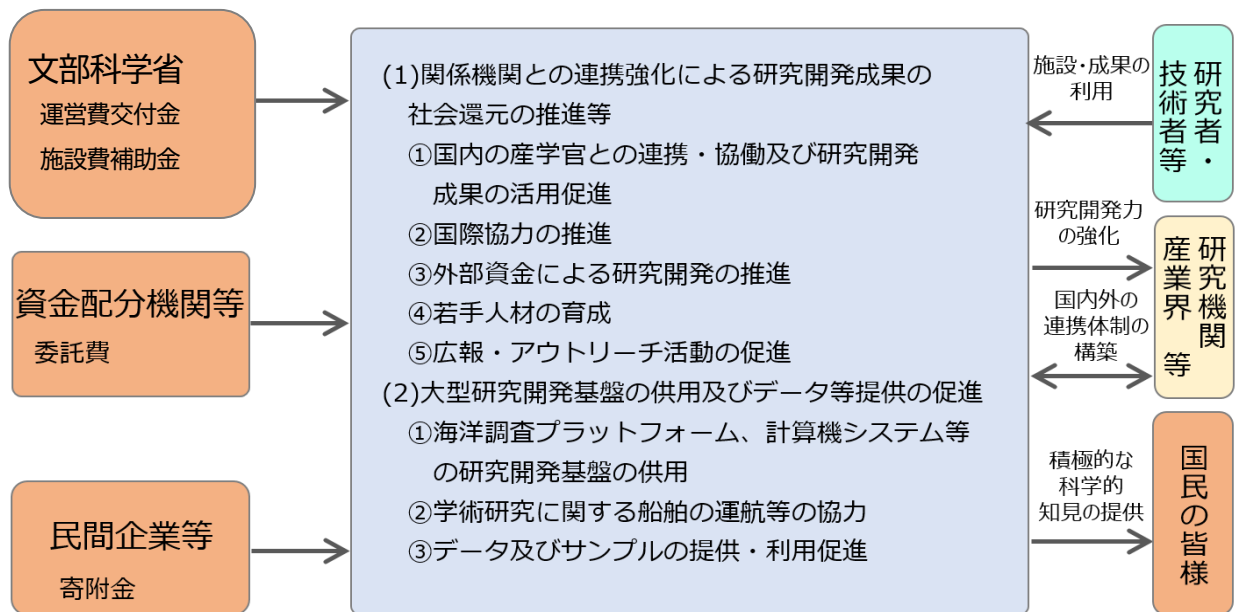 文部科学省
運営費交付金
施設費補助金
資金配分機関等
委託費
民間企業等
寄附金
(1)関係機関との連携強化による研究開発成果の
社会還元の推進等
①国内の産学官との連携・協働及び研究開発
成果の活用促進
②国際協力の推進
③外部資金による研究開発の推進
④若手人材の育成
⑤広報・アウトリーチ活動の促進
(2)大型研究開発基盤の供用及びデータ等提供の促進
①海洋調査プラットフォーム、計算機システム等
の研究開発基盤の供用
②学術研究に関する船舶の運航等の協力
③データ及びサンプルの提供・利用促進
施設・成果の
利用
研究者・
技術者等
研究開発力
の強化
国内外の
連携体制の
構築
研究機関
産業界 等
積極的な
科学的
知見の提供
国民の皆様